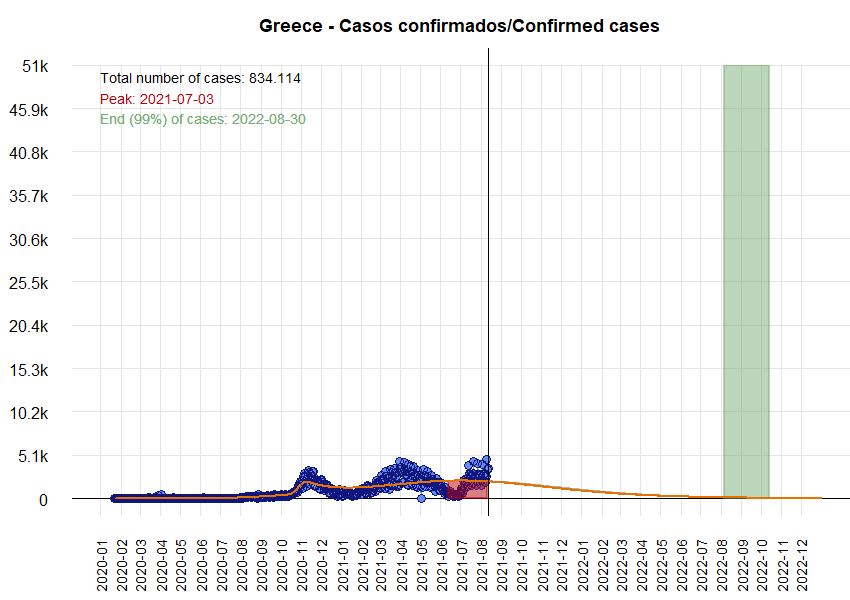 Greece - Casos confirmados/Confirmed cases
Total number of cases: 834.114
Peak: 2021-07-03
End (99%) of cases: 2022-08-30
51k
45.9k
40.8k
35.7k
30.6k
25.5k
20.4k
15.3k
10.2k
5.1k
0
2020-01
2020-02
2020-03
2020-04
2020-05
2020-06
2020-07
2020-08
2020-09
2020-10
2020-11
2020-12
2021-01
2021-02
2021-03
2021-04
2021-05
2021-06
2021-07
2021-08
2021-09
2021-10
2021-11
2021-12
2022-01
2022-02
2022-03
2022-04
2022-05
2022-06
2022-07
2022-08
2022-09
2022-10
2022-11
2022-12